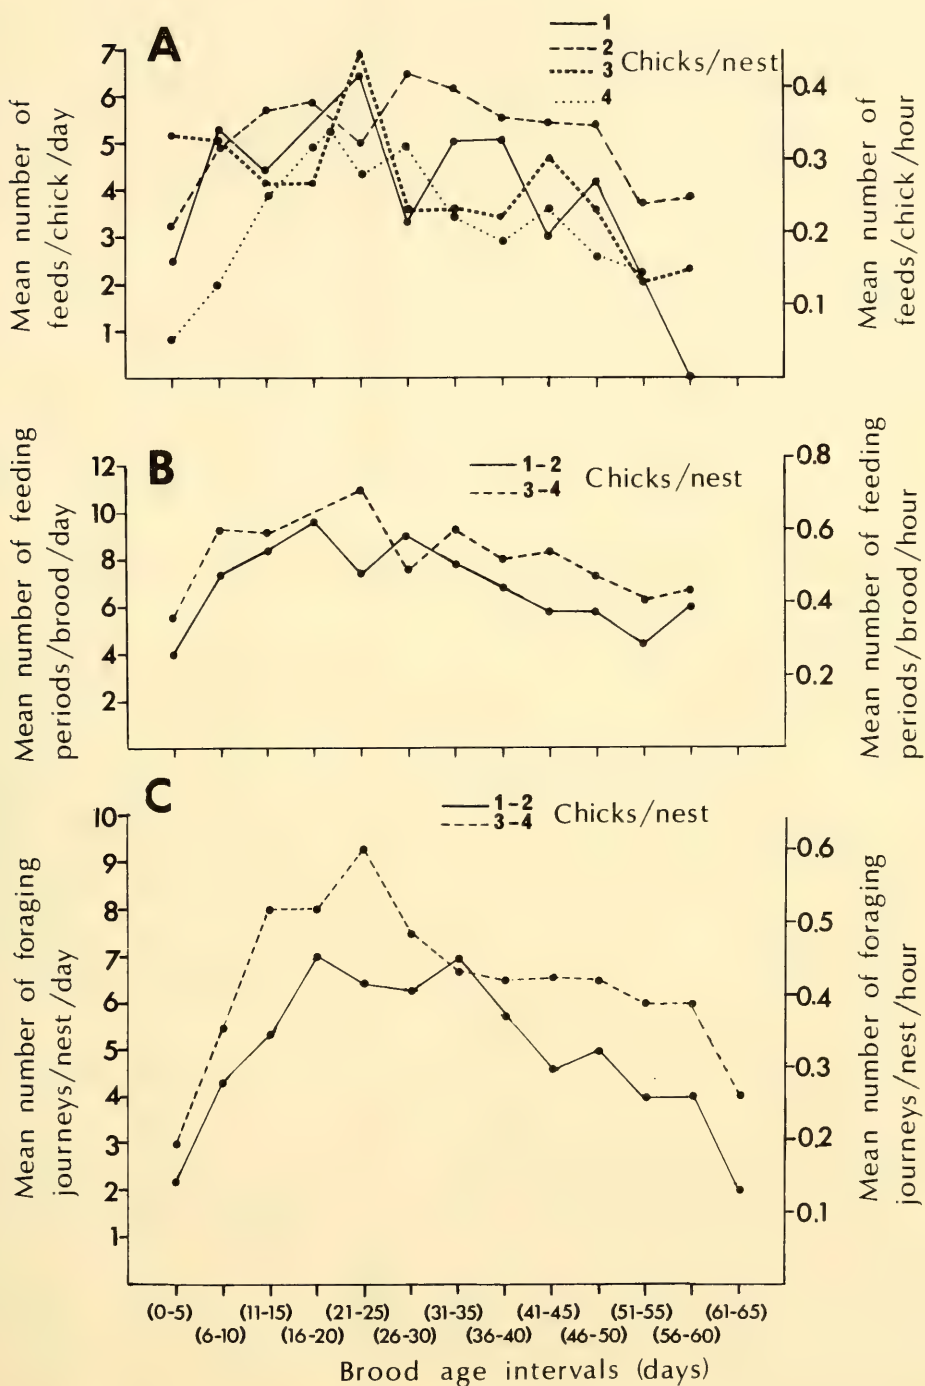 A
1
2
3
4
Chicks/nest
7
6
5
4
3
2
1
Mean number of
feeds/chick/day
0.4
0.3
0.2
0.1
Mean number of
feeds/chick/hour
B
1-2
3-4
Chicks/nest
12
10
8
6
4
2
Mean number of feeding
periods/brood/day
0.8
0.6
0.4
0.2
Mean number of feeding
periods/brood/hour
C
1-2
3-4
Chicks/nest
10
9
8
7
6
5
4
3
2
1
Mean number of foraging
journeys/nest/day
0.6
0.5
0.4
0.3
0.2
0.1
Mean number of foraging
journeys/nest/hour
(0-5) (11-15) (21-25) (31-35) (41-45) (51-55) (61-65)
(6-10) (16-20) (26-30) (36-40) (46-50) (56-60)
Brood age intervals (days)